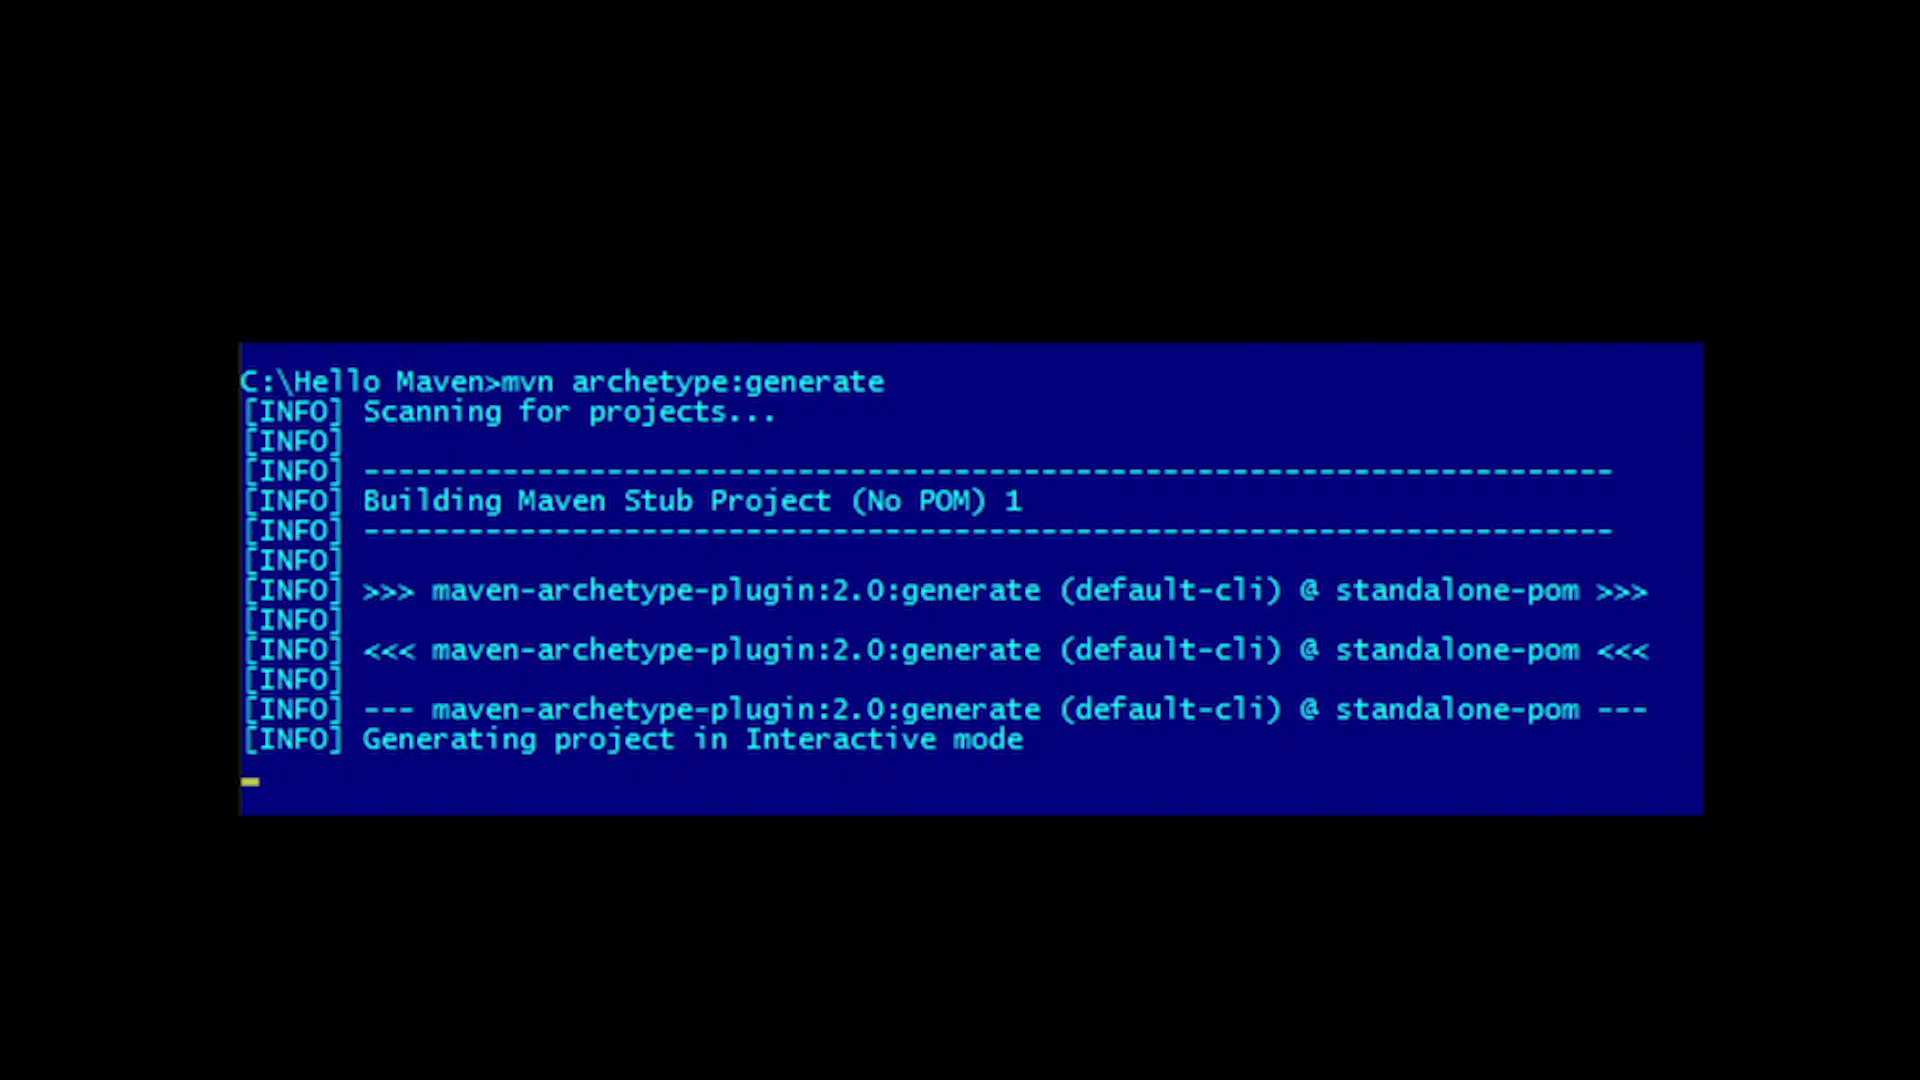 C:\Hello Maven>mvn archetype:generate
[INFO] Scanning for projects...
[INFO]
[INFO] ------------------------------------------------------------------------
[INFO] Building Maven Stub Project (No POM) 1
[INFO] ------------------------------------------------------------------------
[INFO]
[INFO] >>> maven-archetype-plugin:2.0:generate (default-cli) @ standalone-pom >>>
[INFO]
[INFO] <<< maven-archetype-plugin:2.0:generate (default-cli) @ standalone-pom <<<
[INFO]
[INFO] --- maven-archetype-plugin:2.0:generate (default-cli) @ standalone-pom ---
[INFO] Generating project in Interactive mode